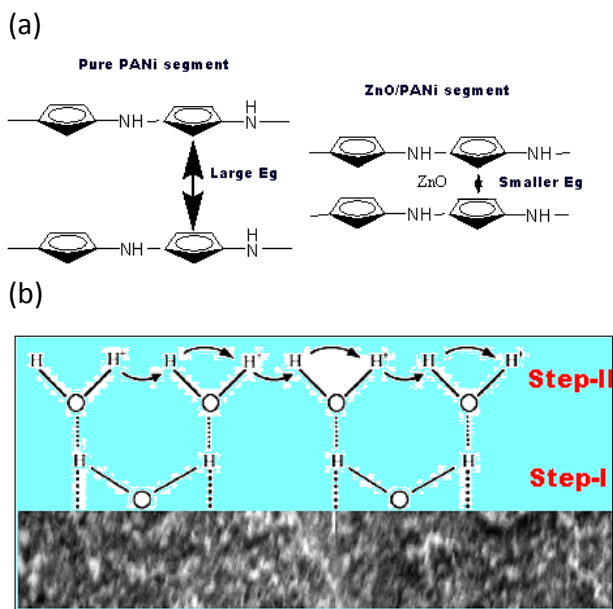 (a)
Pure PANi segment
ZnO/PANi segment
NH
H
N
Large Eg
NH
NH
ZnO
Smaller Eg
NH
NH
NH
H
N
(b)
H H+ H H+ H H+ H H+
Step-II
O O O O
H H H H
Step-I
O O